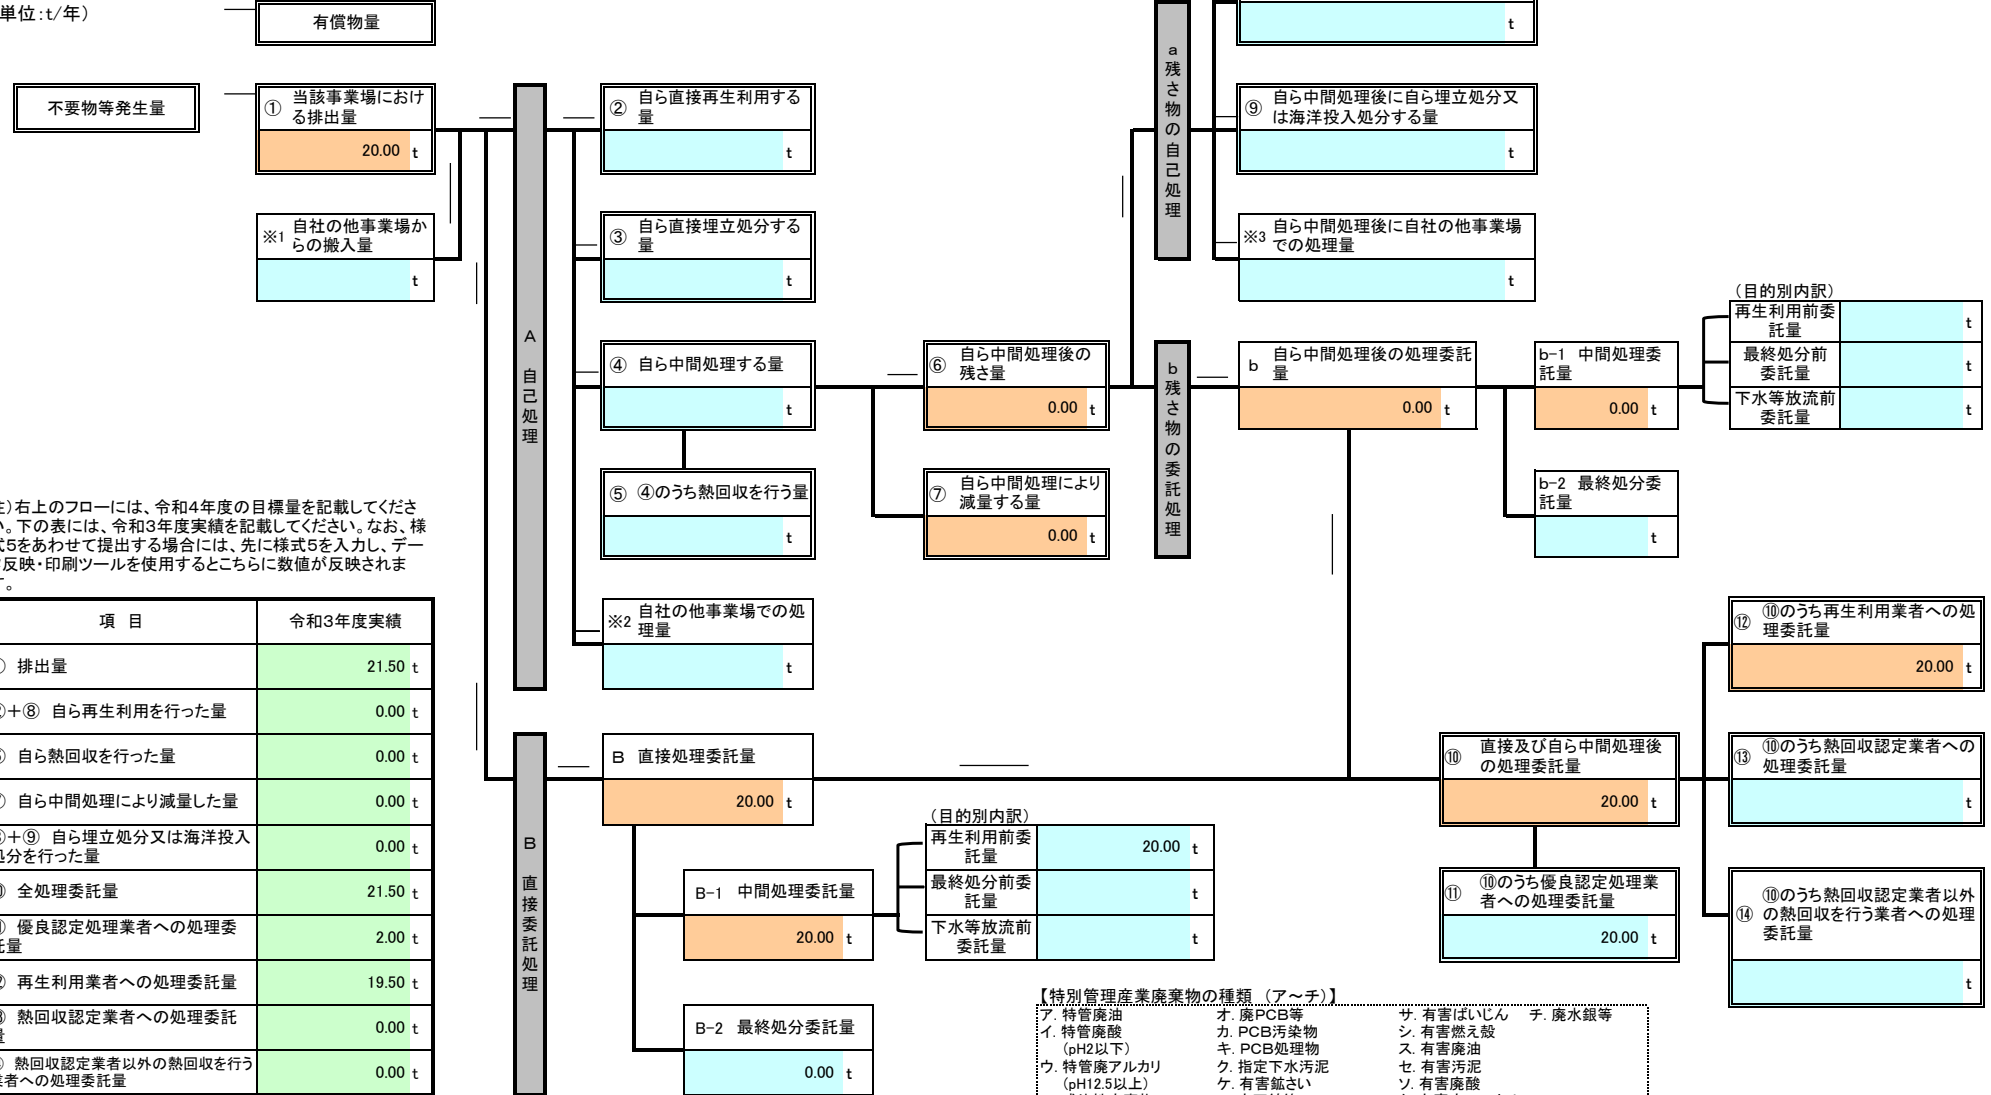 単位:t/年)
有償物量
t
不要物等発生量
① 当該事業場におけ
る排出量
20.00 t
※1 自社の他事業場か
らの搬入量
t
A 自己処理
② 自ら直接再生利用する
量
t
③ 自ら直接埋立処分する
量
t
④ 自ら中間処理する量
t
⑤ ④のうち熱回収を行う量
t
※2 自社の他事業場での処
理量
t
⑥ 自ら中間処理後の
残さ量
0.00 t
⑦ 自ら中間処理により
減量する量
0.00 t
a残さ物の自己処理
⑨ 自ら中間処理後に自ら埋立処分又
は海洋投入処分する量
t
※3 自ら中間処理後に自社の他事業場
での処理量
t
b残さ物の委託処理
b 自ら中間処理後の処理委託
量
0.00 t
b-1 中間処理委
託量
0.00 t
b-2 最終処分委
託量
t
(目的別内訳)
再生利用前委
託量
t
最終処分前
委託量
t
下水等放流前
委託量
t
注)右上のフローには、令和4年度の目標量を記載してくださ
い。下の表には、令和3年度実績を記載してください。なお、様
式5をあわせて提出する場合には、先に様式5を入力し、デー
反映・印刷ツールを使用するとこちらに数値が反映されま
す。
項 目 令和3年度実績
排出量 21.50 t
+⑧ 自ら再生利用を行った量 0.00 t
自ら熱回収を行った量 0.00 t
自ら中間処理により減量した量 0.00 t
+⑨ 自ら埋立処分又は海洋投入
処分を行った量 0.00 t
全処理委託量 21.50 t
優良認定処理業者への処理委
託量 2.00 t
再生利用業者への処理委託量 19.50 t
熱回収認定業者への処理委託
量 0.00 t
熱回収認定業者以外の熱回収を行う
業者への処理委託量 0.00 t
B 直接委託処理
B 直接処理委託量
20.00 t
B-1 中間処理委託量
20.00 t
B-2 最終処分委託量
0.00 t
(目的別内訳)
再生利用前委
託量
20.00 t
最終処分前委
託量
t
下水等放流前
委託量
t
⑩ 直接及び自ら中間処理後
の処理委託量
20.00 t
⑪ ⑩のうち優良認定処理業
者への処理委託量
20.00 t
⑫ ⑩のうち再生利用業者への処
理委託量
20.00 t
⑬ ⑩のうち熱回収認定業者への
処理委託量
t
⑭ ⑩のうち熱回収認定業者以外
の熱回収を行う業者への処理
委託量
t
【特別管理産業廃棄物の種類 (ア~チ)】
ア. 特管廃油 オ. 廃PCB等 サ. 有害ばいじん チ. 廃水銀等
イ. 特管廃酸 カ. PCB汚染物 シ. 有害燃え殻
(pH2以下) キ. PCB処理物 ス. 有害廃油
ウ. 特管廃アルカリ ク. 指定下水汚泥 セ. 有害汚泥
(pH12.5以上) ケ. 有害鉱さい ソ. 有害廃酸